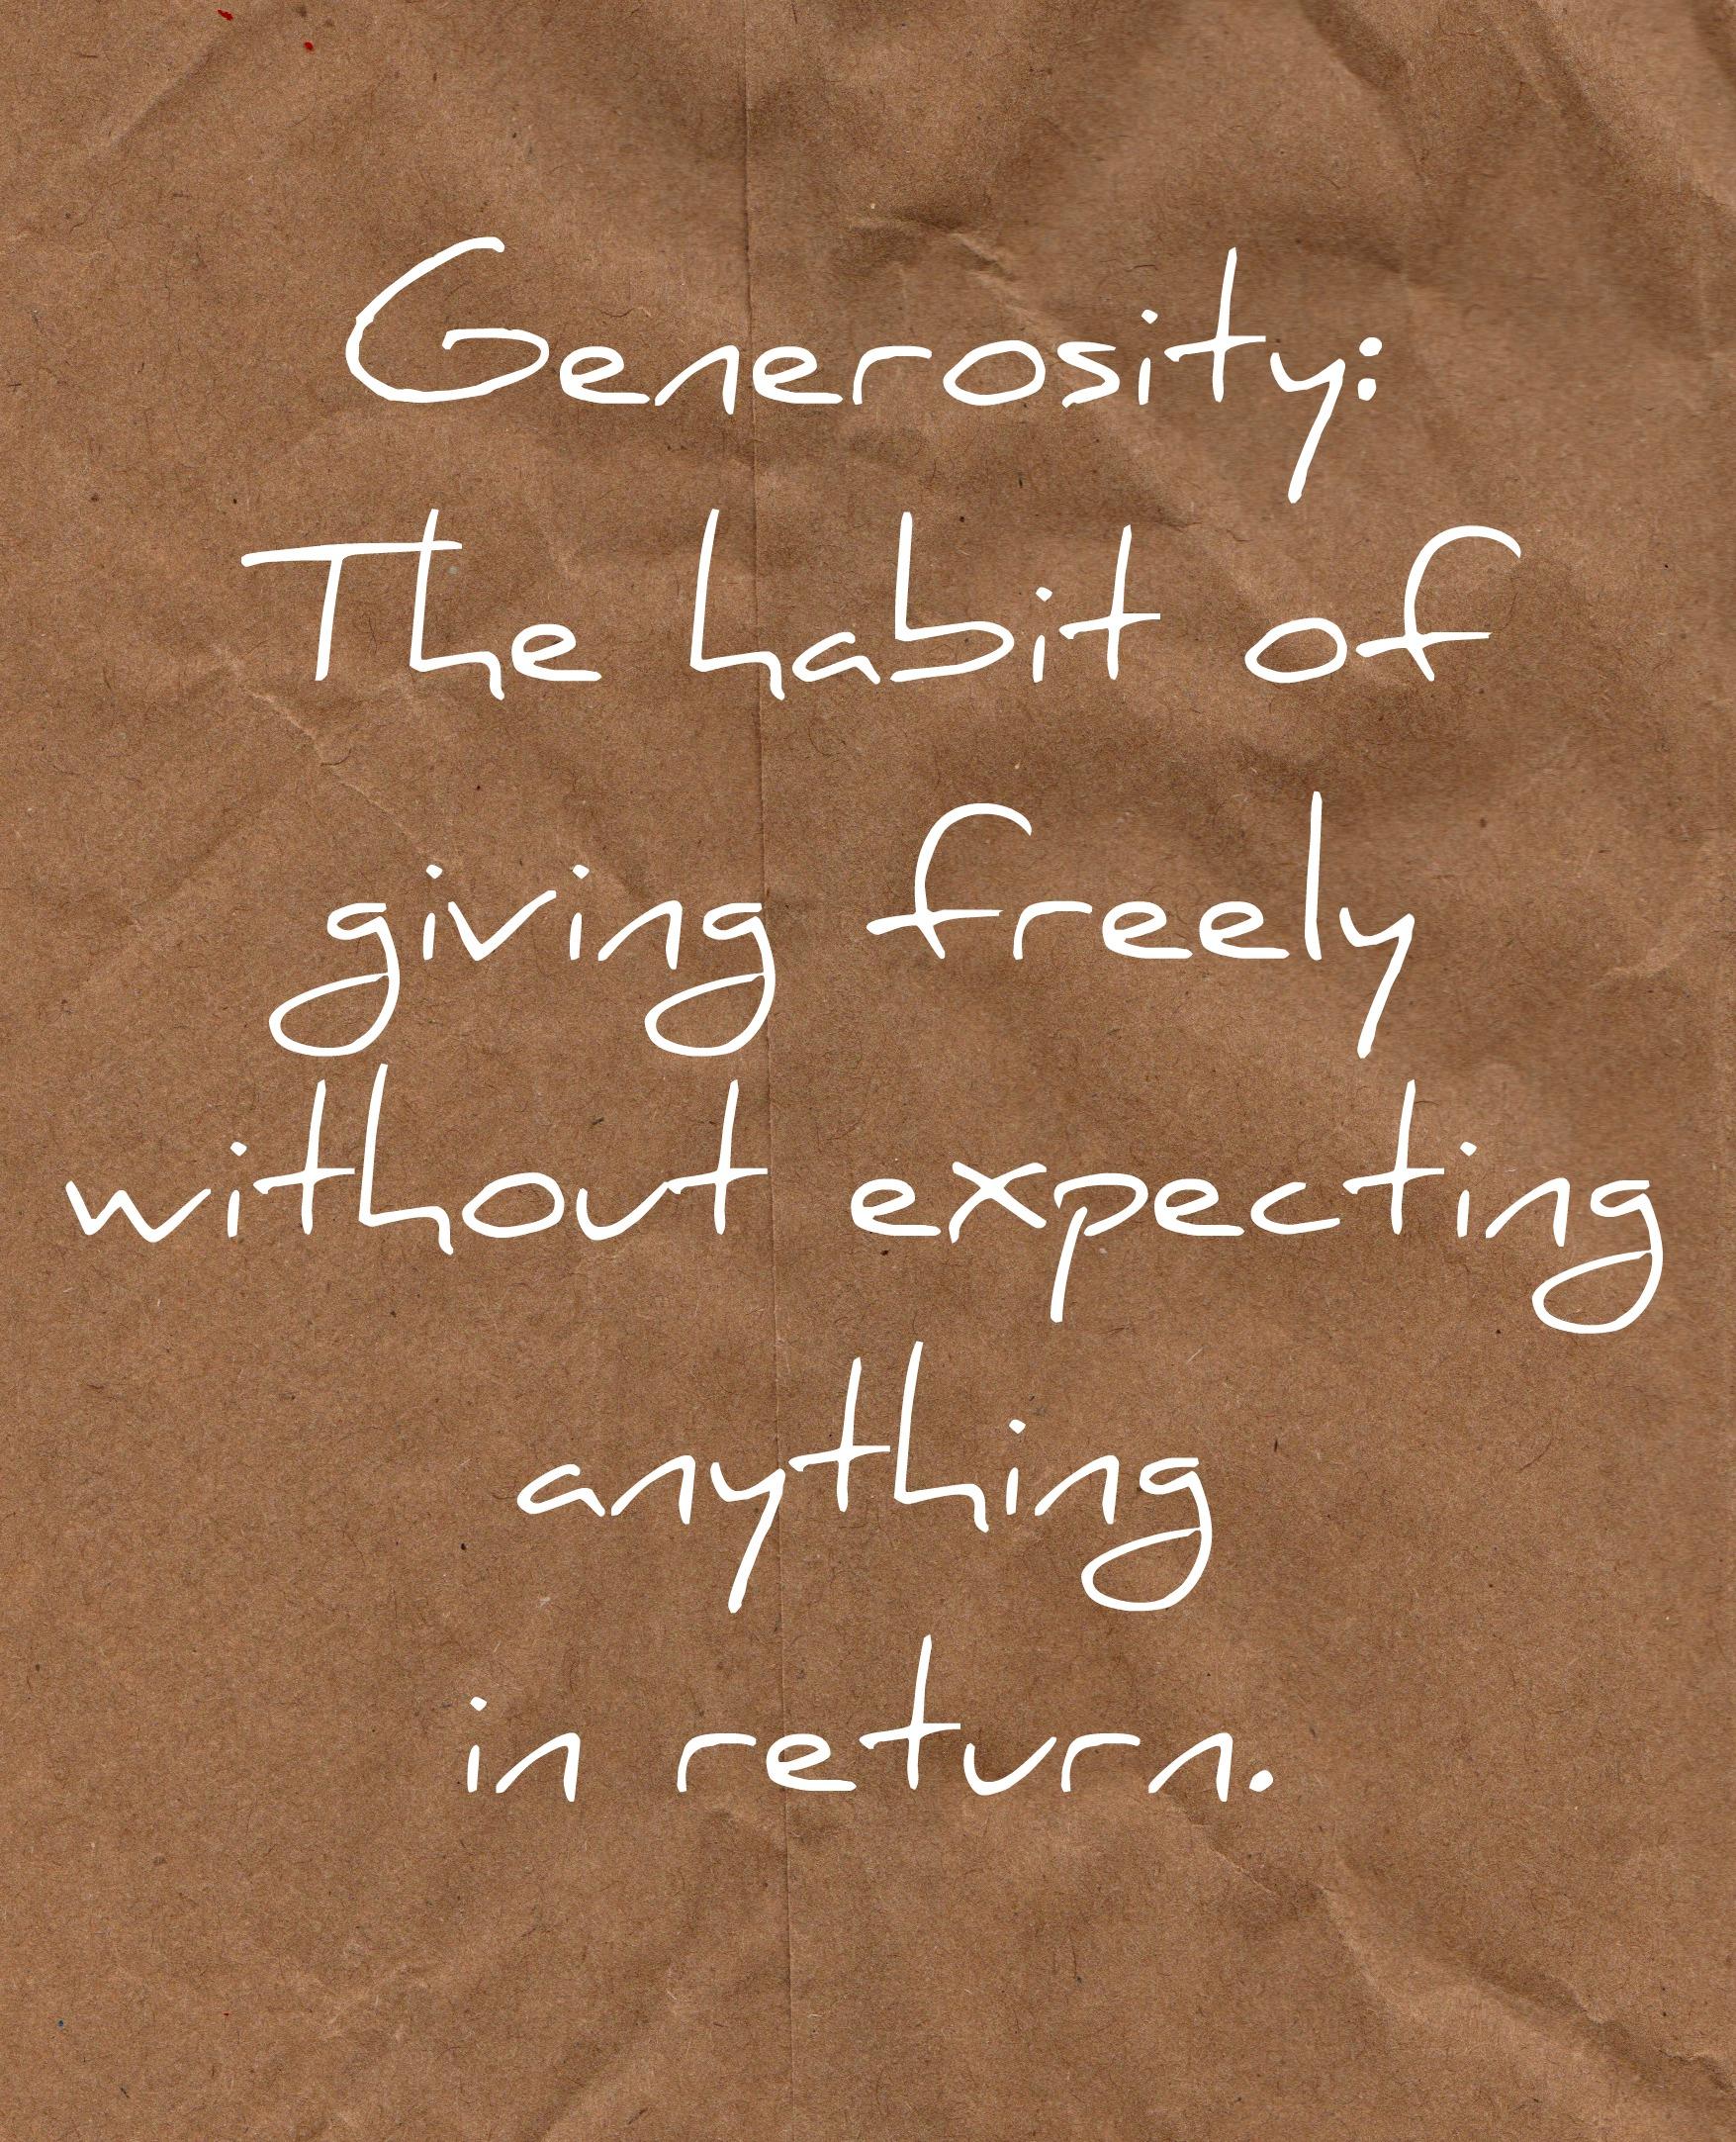 Generosity:
The habit of
giving freely
without expecting
anything
in return.